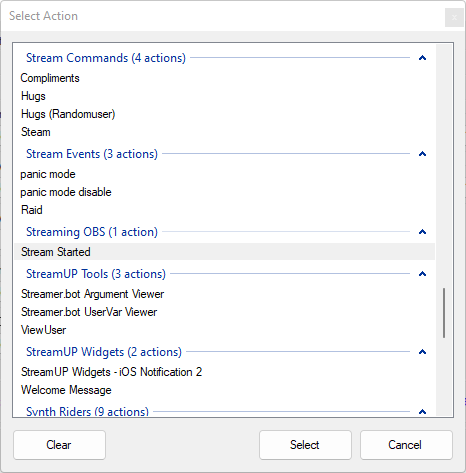 Select Action
Stream Commands (4 actions)
Compliments
Hugs
Hugs (Randomuser)
Steam
Stream Events (3 actions)
panic mode
panic mode disable
Raid
Streaming OBS (1 action)
Stream Started
StreamUP Tools (3 actions)
Streamer.bot Argument Viewer
Streamer.bot UserVar Viewer
ViewUser
StreamUP Widgets (2 actions)
StreamUP Widgets - iOS Notification 2
Welcome Message
Synth Riders (9 actions)
Clear
Select
Cancel